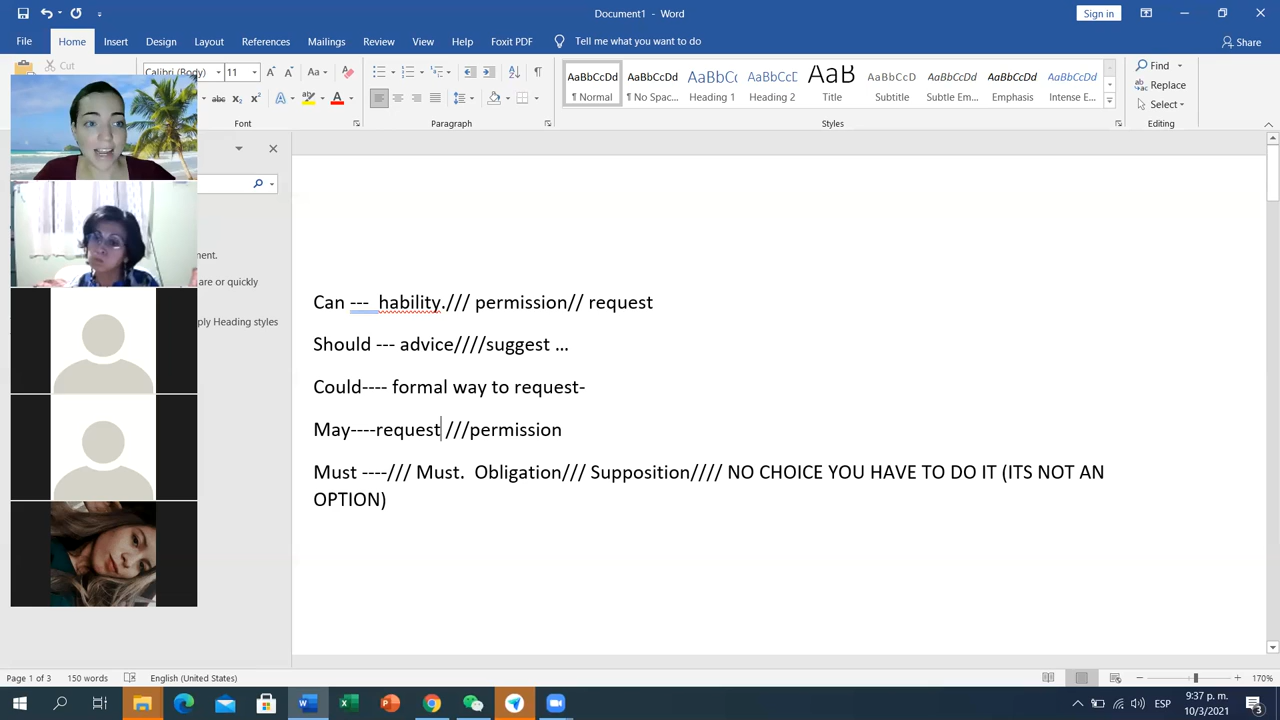 Document1 - Word
Sign in
File Home Insert Design Layout References Mailings Review View Help Foxit PDF Tell me what you want to do
Share
Cut
Calibri (Body) 11
Aa
Font
Paragraph
AaBbCcDd AaBbCcDd AaBbCc AaBbCcD AaB AaBbCcD AaBbCcDd AaBbCcDd AaBbCcDd
¶ Normal ¶ No Spac... Heading 1 Heading 2 Title Subtitle Subtle Em... Emphasis Intense E...
Styles
Find
Replace
Select
Editing
ment.
are or quickly
ply Heading styles
Can --- hability./// permission// request
Should --- advice////suggest ...
Could---- formal way to request-
May----request ///permission
Must ----/// Must. Obligation/// Supposition//// NO CHOICE YOU HAVE TO DO IT (ITS NOT AN
OPTION)
Page 1 of 3 150 words English (United States)
170%
ESP
9:37 p. m.
10/3/2021
3